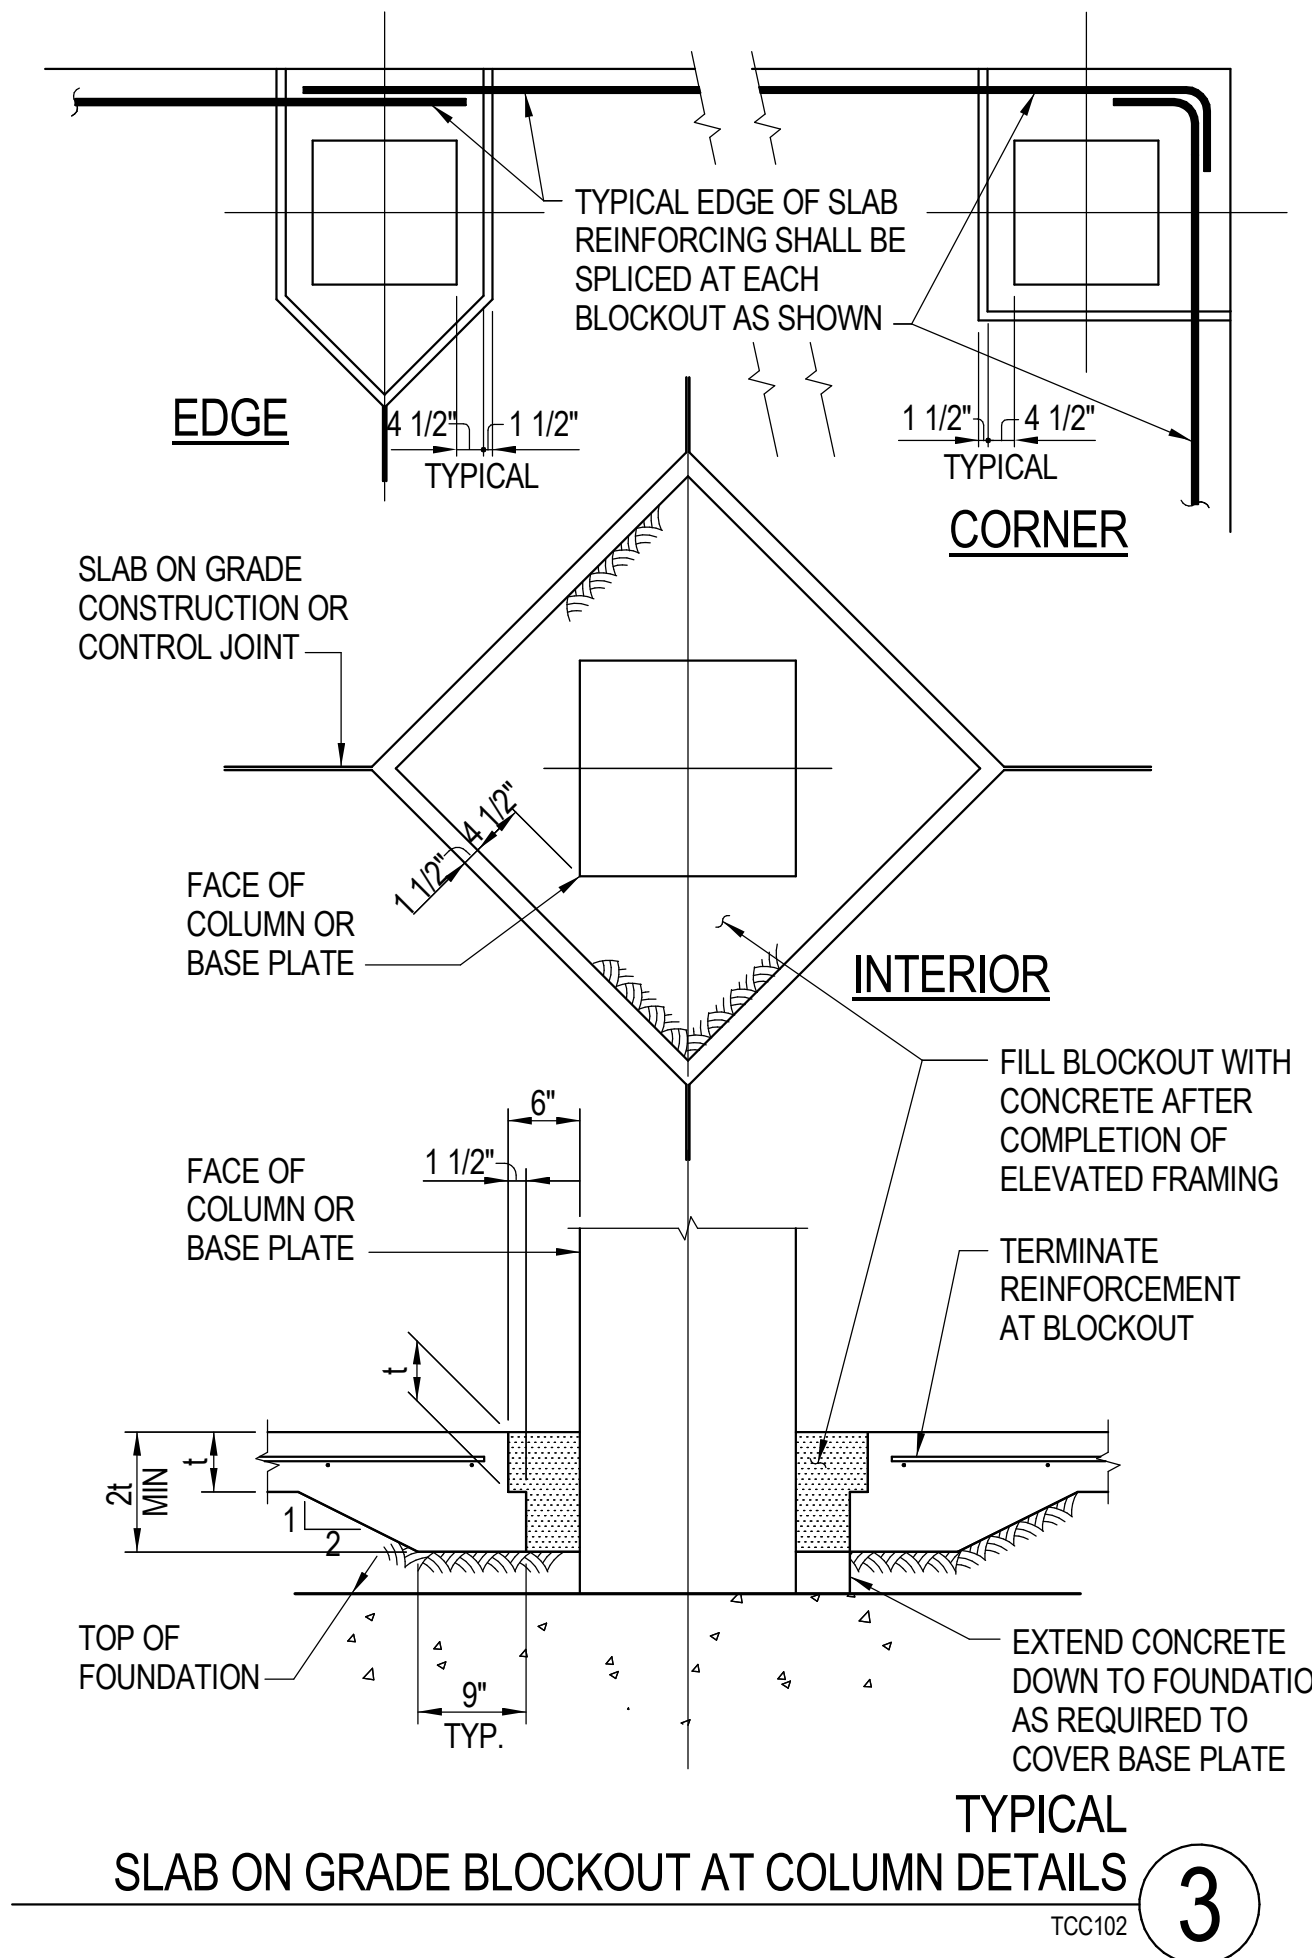 TYPICAL EDGE OF SLAB
REINFORCING SHALL BE
SPLICED AT EACH
BLOCKOUT AS SHOWN
EDGE
4 1/2" 1 1/2"
TYPICAL
1 1/2" 4 1/2"
TYPICAL
CORNER
SLAB ON GRADE
CONSTRUCTION OR
CONTROL JOINT
4 1/2"
1 1/2"
FACE OF
COLUMN OR
BASE PLATE
INTERIOR
FILL BLOCKOUT WITH
CONCRETE AFTER
COMPLETION OF
ELEVATED FRAMING
6"
1 1/2"
FACE OF
COLUMN OR
BASE PLATE
TERMINATE
REINFORCEMENT
AT BLOCKOUT
t
2t
MIN
t
1
2
TOP OF
FOUNDATION
9"
TYP.
EXTEND CONCRETE
DOWN TO FOUNDATIO
AS REQUIRED TO
COVER BASE PLATE
TYPICAL
SLAB ON GRADE BLOCKOUT AT COLUMN DETAILS
3
TCC102